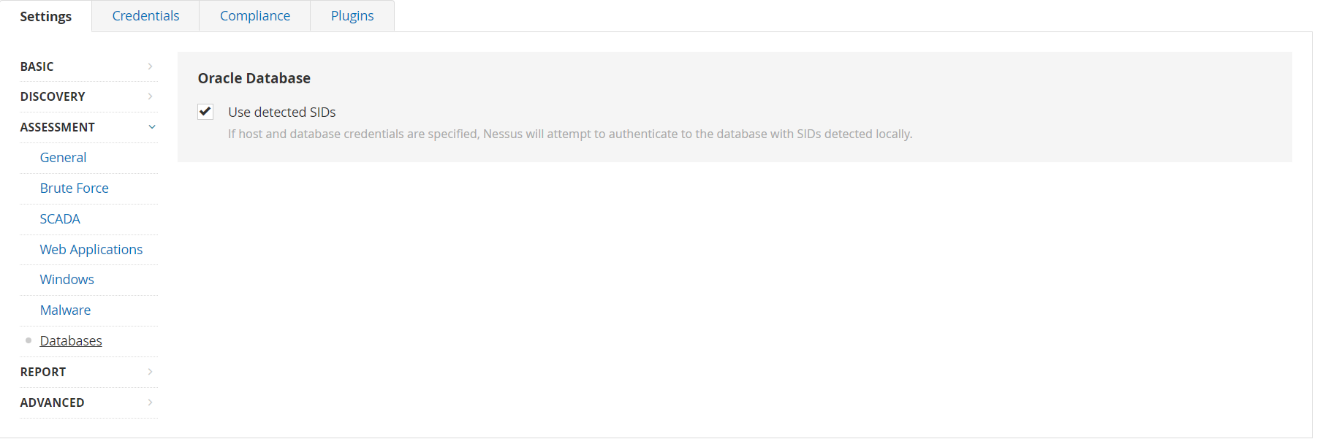 Settings
Credentials
Compliance
Plugins
BASIC
DISCOVERY
ASSESSMENT
General
Brute Force
SCADA
Web Applications
Windows
Malware
Databases
REPORT
ADVANCED
Oracle Database
Use detected SIDs
If host and database credentials are specified, Nessus will attempt to authenticate to the database with SIDs detected locally.